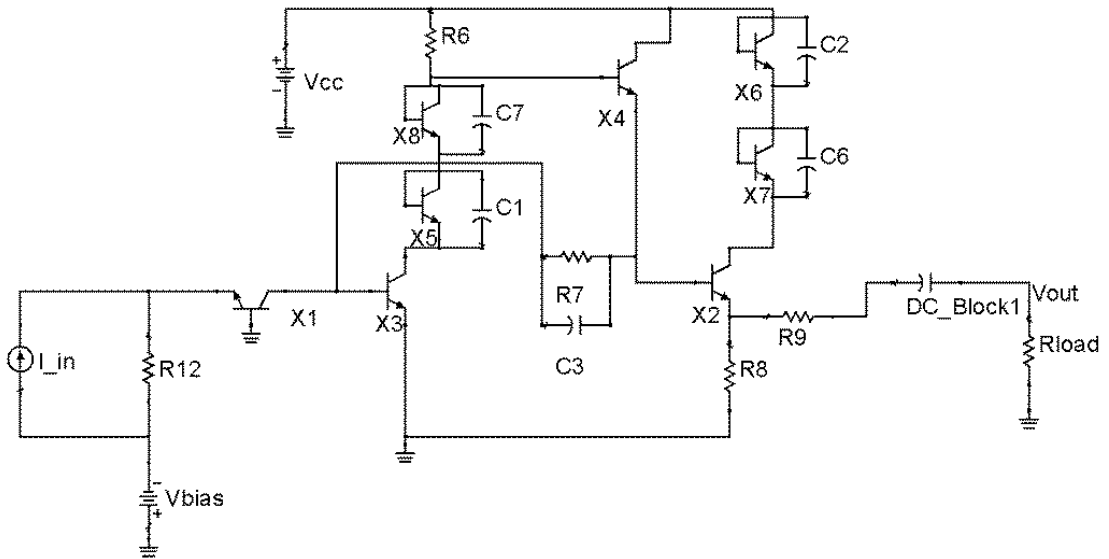 R6
C2
+
Vcc
-
X6
C7
X4
X8
C6
X7
C1
X5
R7
X1
X3
X2
DC_Block1
Vout
R9
I_in
R12
C3
R8
Rload
-
Vbias
+